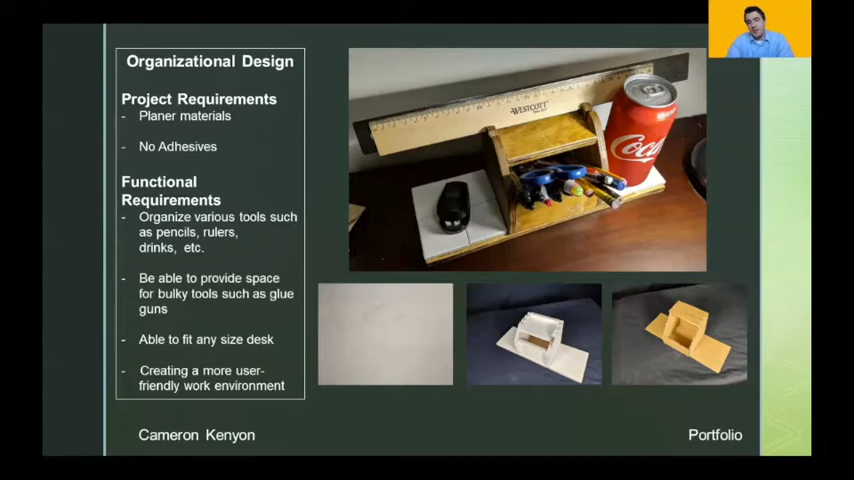 Organizational Design
Project Requirements
- Planer materials
- No Adhesives
Functional
Requirements
- Organize various tools such
as pencils, rulers,
drinks, etc.
- Be able to provide space
for bulky tools such as glue
guns
- Able to fit any size desk
- Creating a more user-
friendly work environment
WESTCOTT
Coca
Cameron Kenyon
Portfolio